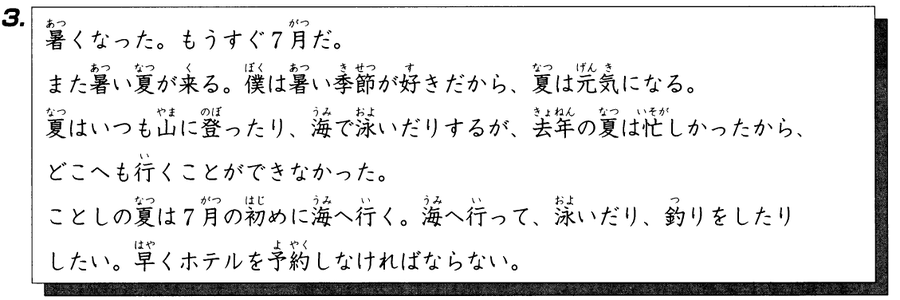 3.
暑くなった。もうすぐ7月だ。
また暑い夏が来る。僕は暑い季節が好きだから、夏は元気になる。
夏はいつも山に登ったり、海で泳いだりするが、去年の夏は忙しかったから、
どこへも行くことができなかった。
ことしの夏は7月の初めに海へ行く。海へ行って、泳いだり、釣りをしたり
したい。早くホテルを予約しなければならない。